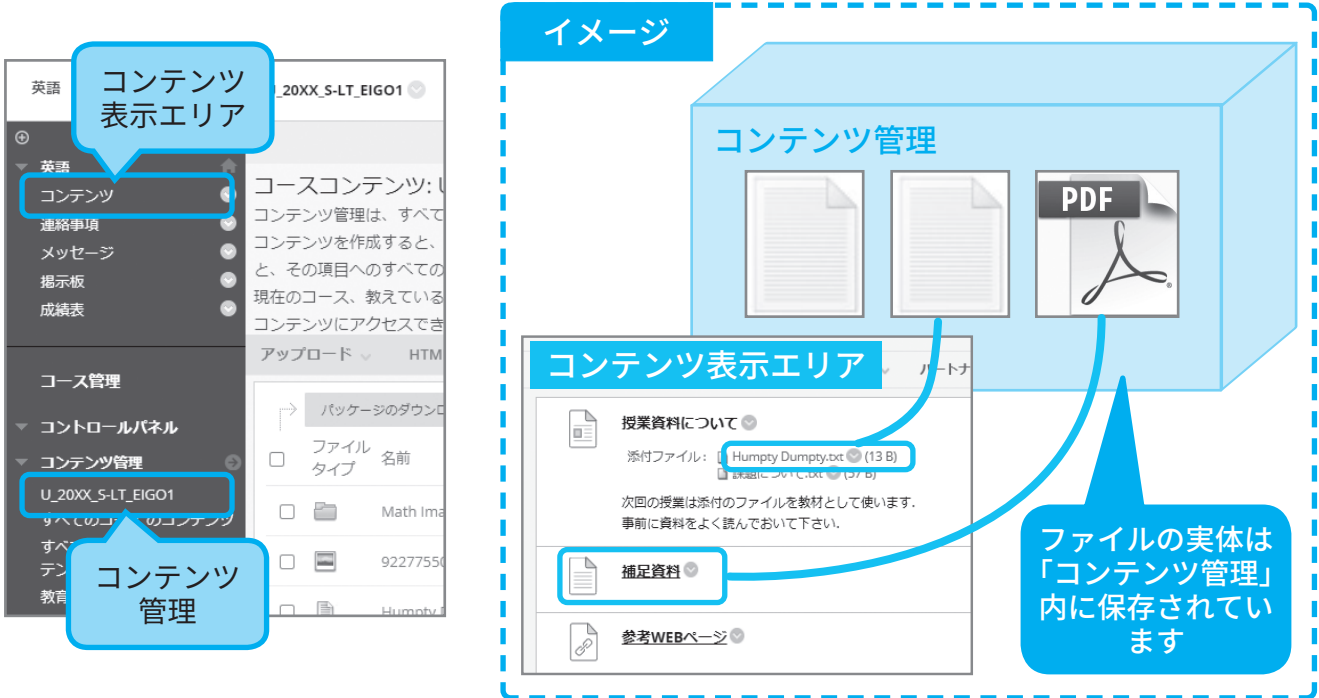 英語
コンテンツ
表示エリア
_20XX_S-LT_EIGO1
英語
コンテンツ
連絡事項
メッセージ
掲示板
成績表
コース管理
コントロールパネル
コンテンツ管理
U_20XX_S-LT_EIGO1
すべてのコ のコンテンツ
すべ
テン
教育
コンテンツ
管理
コースコンテンツ:
コンテンツ管理は、すべて
コンテンツを作成すると、
と、その項目へのすべての
現在のコース、教えている
コンテンツにアクセスでき
アップロード HTM
パッケージのダウンロ
ファイル
タイプ
名前
Math Ima
92277550
Humpty
イメージ
コンテンツ管理
PDF
コンテンツ表示エリア
パートナ
授業資料について
添付ファイル: Humpty Dumpty.txt (13 B)
課題について.txt (57 B)
次回の授業は添付のファイルを教材として使います.
事前に資料をよく読んでおいて下さい.
補足資料
参考WEBページ
ファイルの実体は
「コンテンツ管理」
内に保存されてい
ます